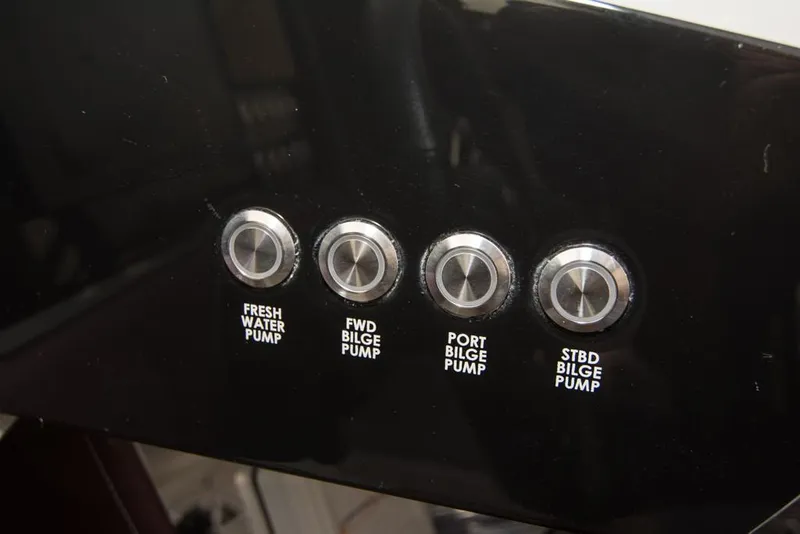 FRESH
WATER
PUMP
FWD
BILGE
PUMP
PORT
BILGE
PUMP
STBD
BILGE
PUMP